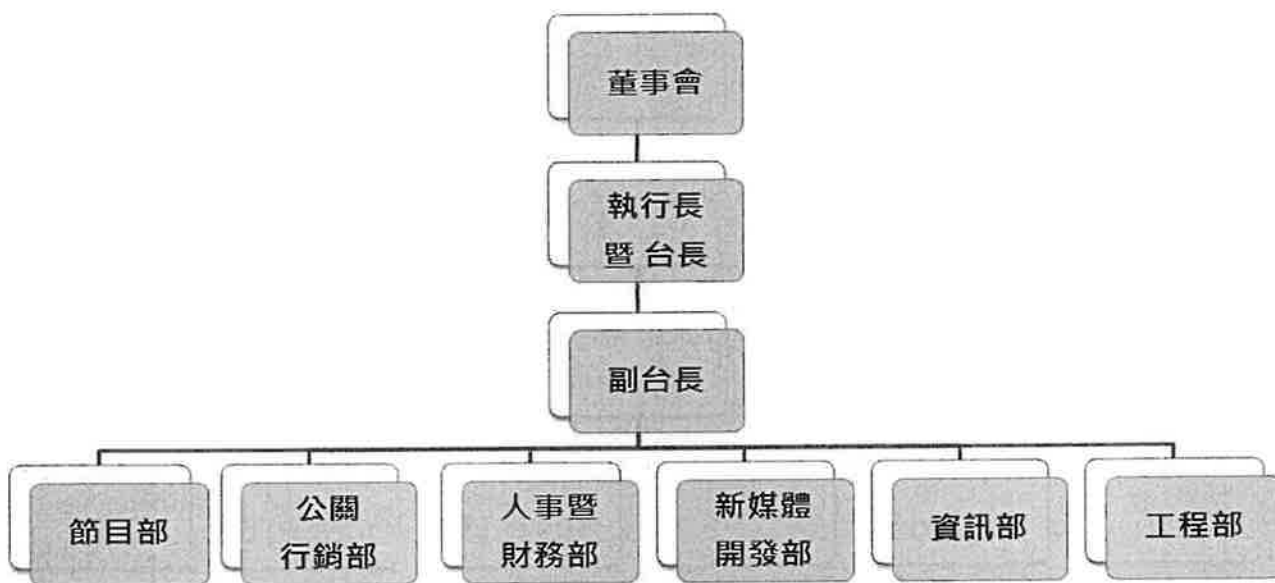 董事會
執行長
暨 台長
副台長
節目部
公關
行銷部
人事暨
財務部
新媒體
開發部
資訊部
工程部